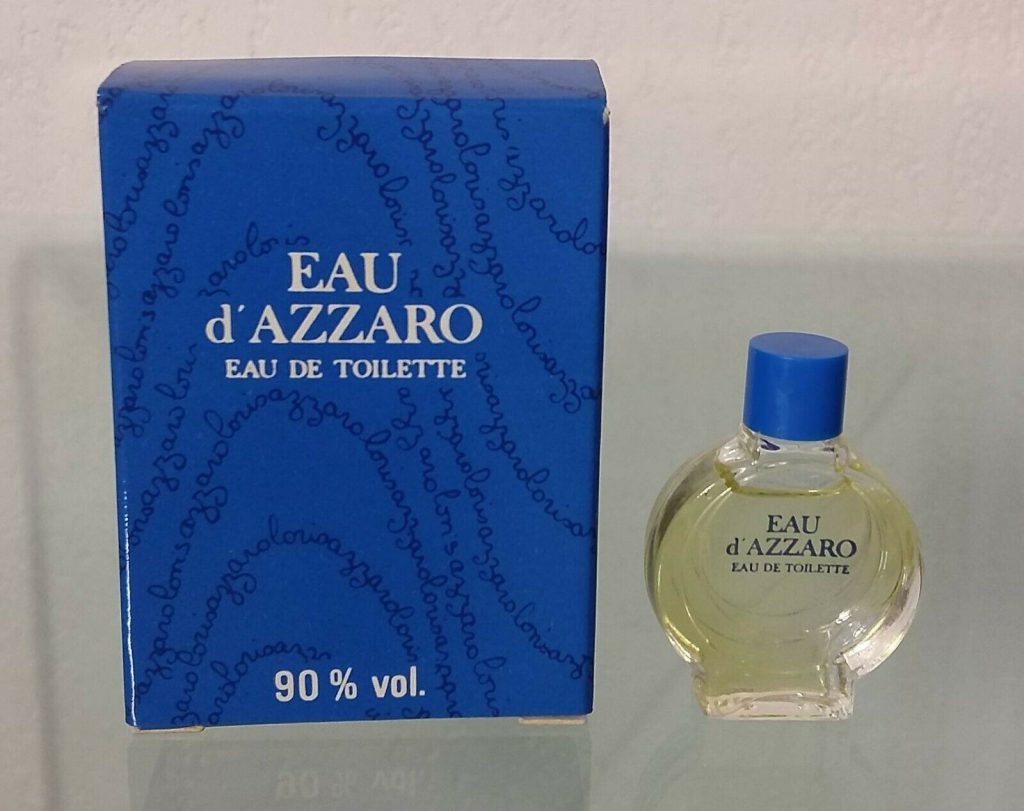 EAU
d'AZZARO
EAU DE TOILETTE
90 % vol.
EAU
d'AZZARO
EAU DE TOILETTE